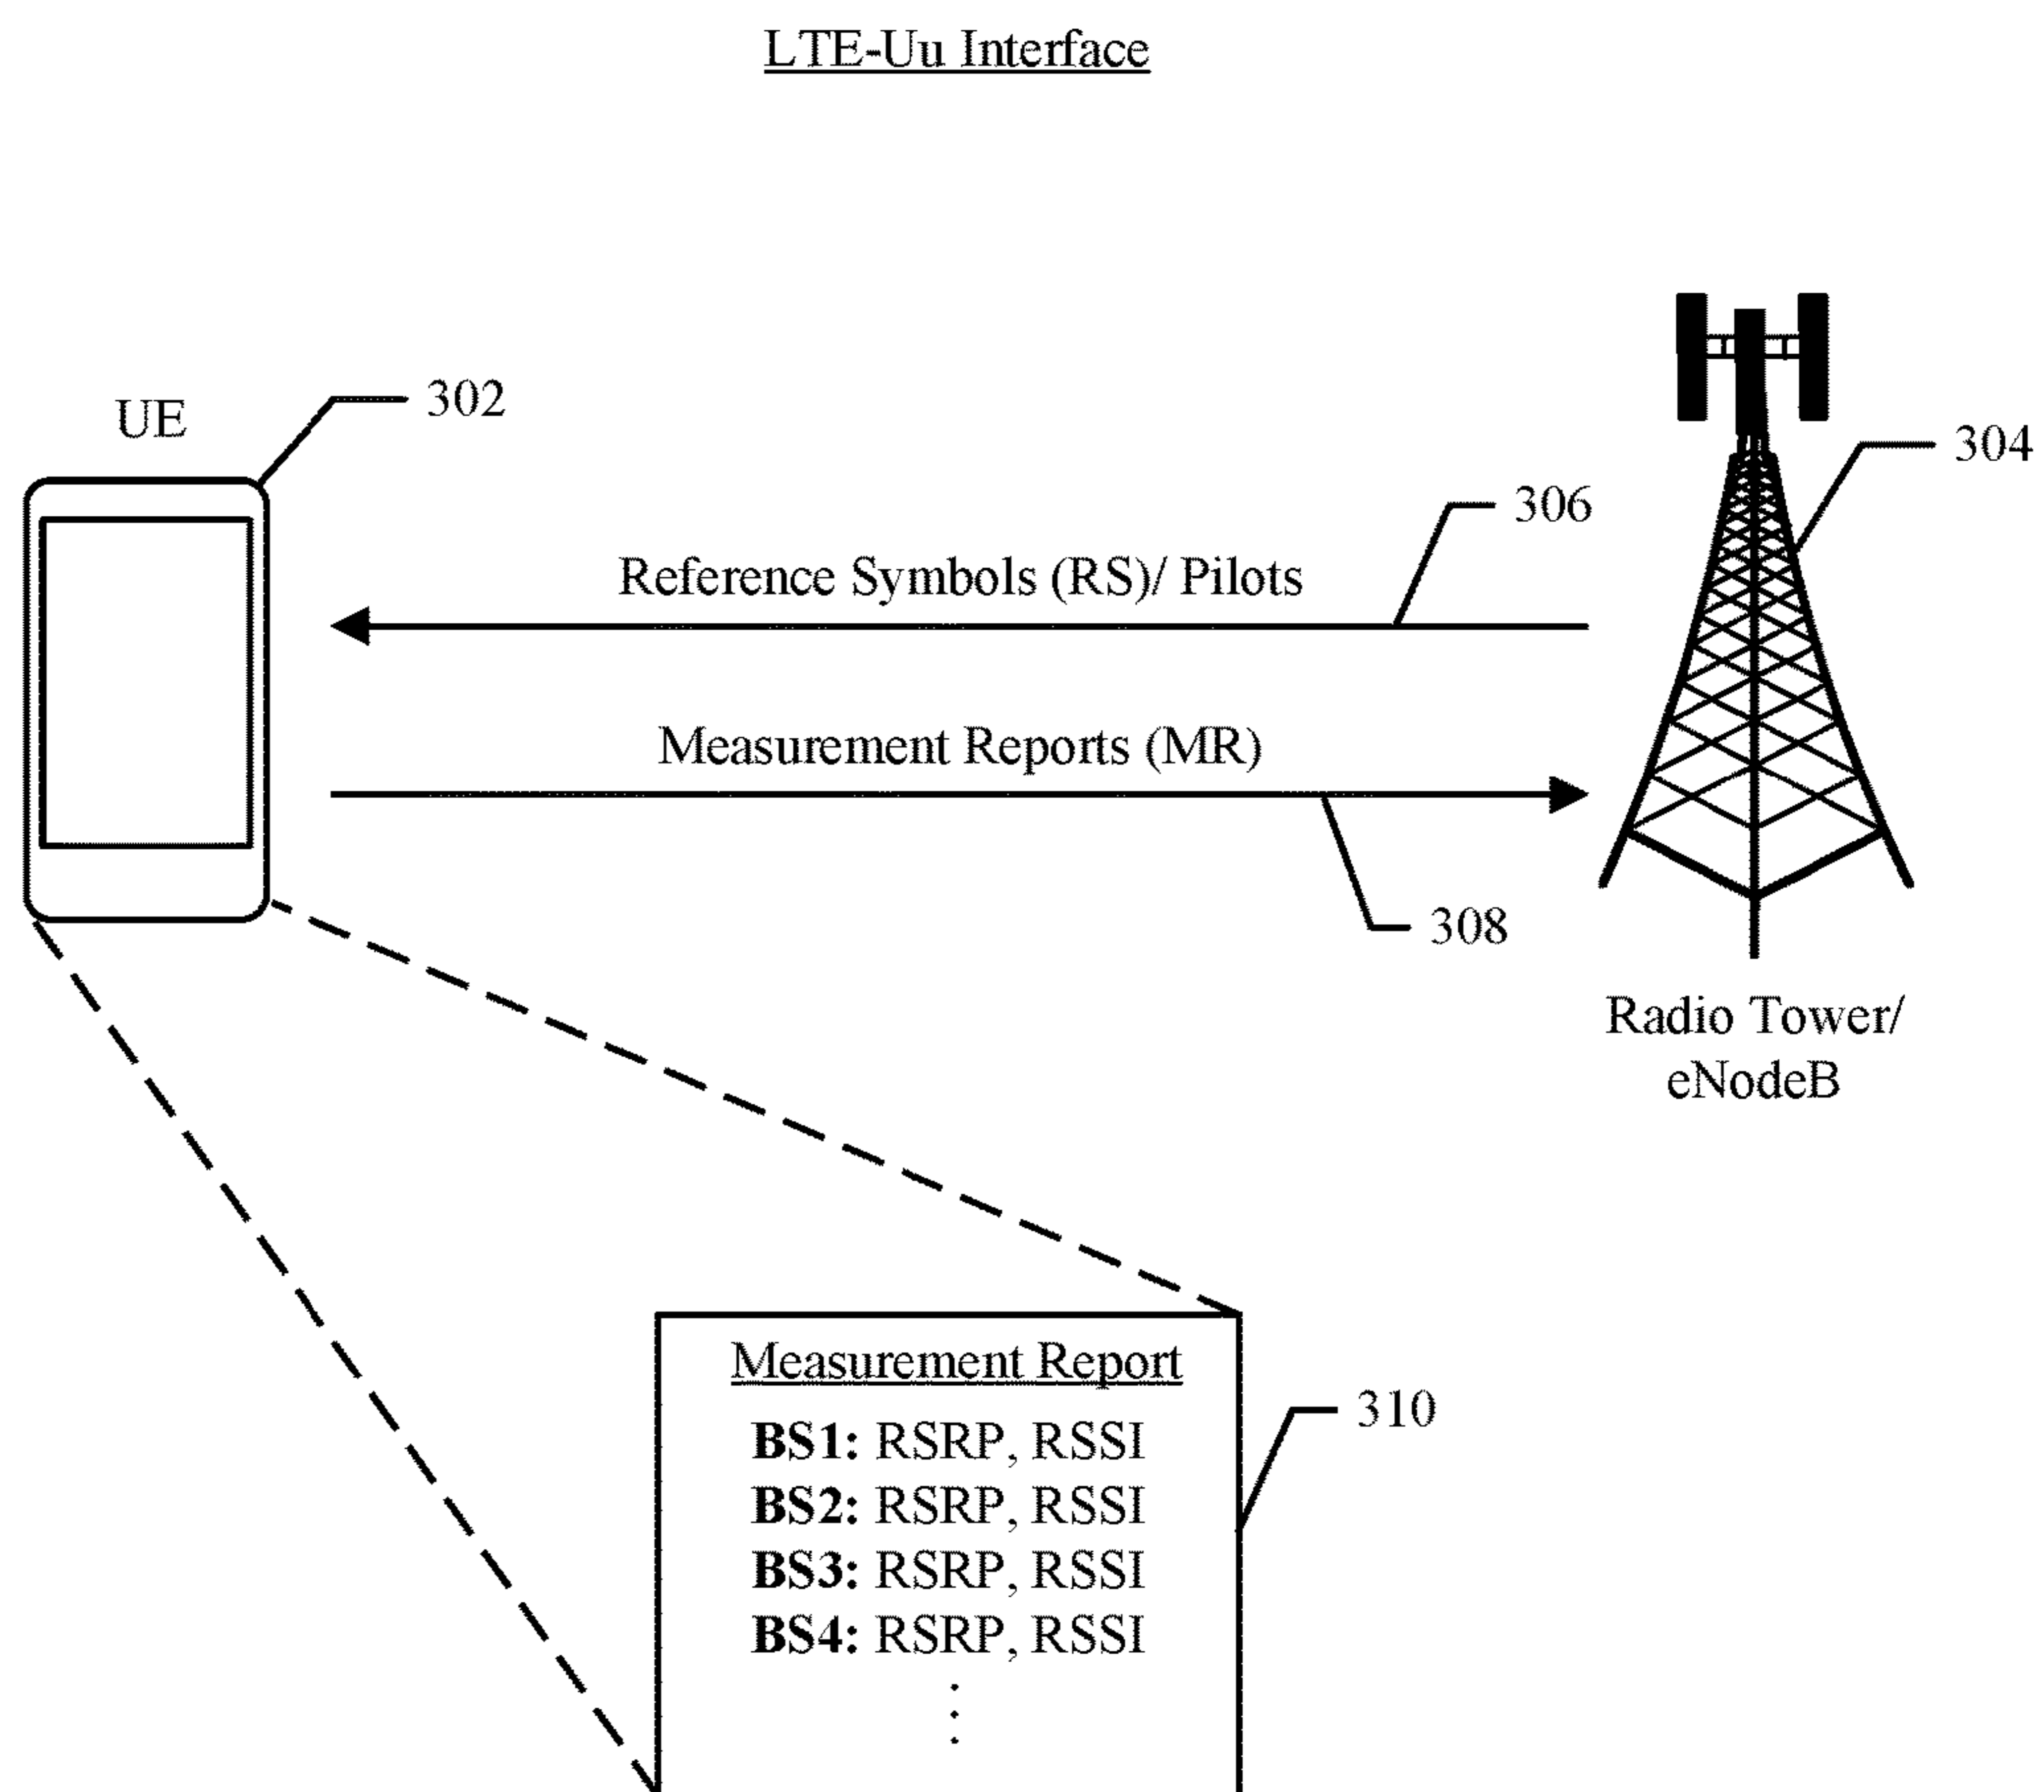 LTE-Uu Interface
UE
302
304
306
Reference Symbols (RS)/ Pilots
Measurement Reports (MR)
308
Radio Tower/
eNodeB
Measurement Report
310
BS1: RSRP, RSSI
BS2: RSRP, RSSI
BS3: RSRP, RSSI
BS4: RSRP, RSSI